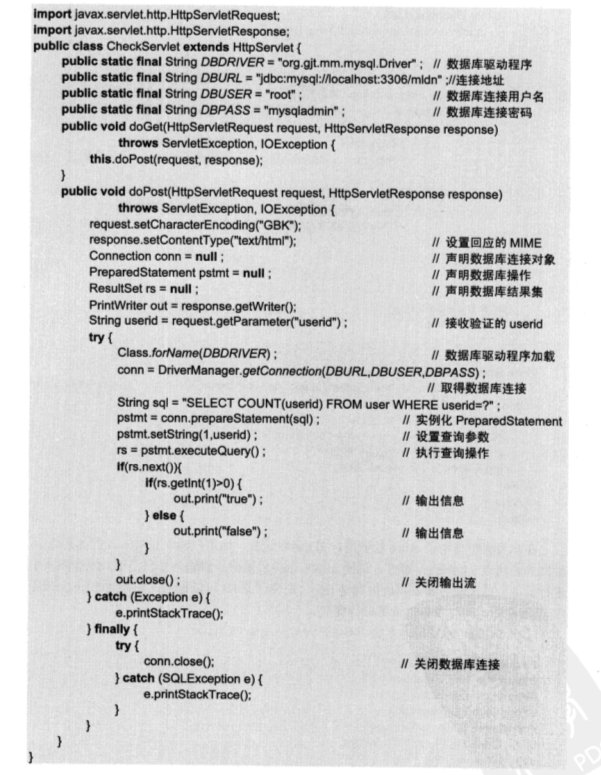 import javax.servlet.http.HttpServletRequest;
import javax.servlet.http.HttpServletResponse;
public class CheckServlet extends HttpServlet {
    public static final String DBDRIVER = "org.gjt.mm.mysql.Driver" ; // 数据库驱动程序
    public static final String DBURL = "jdbc:mysql://localhost:3306/mldn" ;//连接地址
    public static final String DBUSER = "root" ; // 数据库连接用户名
    public static final String DBPASS = "mysqladmin" ; // 数据库连接密码
    public void doGet(HttpServletRequest request, HttpServletResponse response)
            throws ServletException, IOException {
        this.doPost(request, response);
    }
    public void doPost(HttpServletRequest request, HttpServletResponse response)
            throws ServletException, IOException {
        request.setCharacterEncoding("GBK");
        response.setContentType("text/html"); // 设置回应的 MIME
        Connection conn = null ; // 声明数据库连接对象
        PreparedStatement pstmt = null ; // 声明数据库操作
        ResultSet rs = null ; // 声明数据库结果集
        PrintWriter out = response.getWriter();
        String userid = request.getParameter("userid") ; // 接收验证的 userid
        try {
            Class.forName(DBDRIVER) ; // 数据库驱动程序加载
            conn = DriverManager.getConnection(DBURL,DBUSER,DBPASS) ;
                // 取得数据库连接
            String sql = "SELECT COUNT(userid) FROM user WHERE userid=?" ;
            pstmt = conn.prepareStatement(sql) ; // 实例化 PreparedStatement
            pstmt.setString(1,userid) ; // 设置查询参数
            rs = pstmt.executeQuery() ; // 执行查询操作
            if(rs.next()){
                if(rs.getInt(1)>0) {
                    out.print("true") ; // 输出信息
                } else {
                    out.print("false") ; // 输出信息
                }
            }
            out.close() ; // 关闭输出流
        } catch (Exception e) {
            e.printStackTrace();
        } finally {
            try {
                conn.close(); // 关闭数据库连接
            } catch (SQLException e) {
                e.printStackTrace();
            }
        }
    }
}
PD